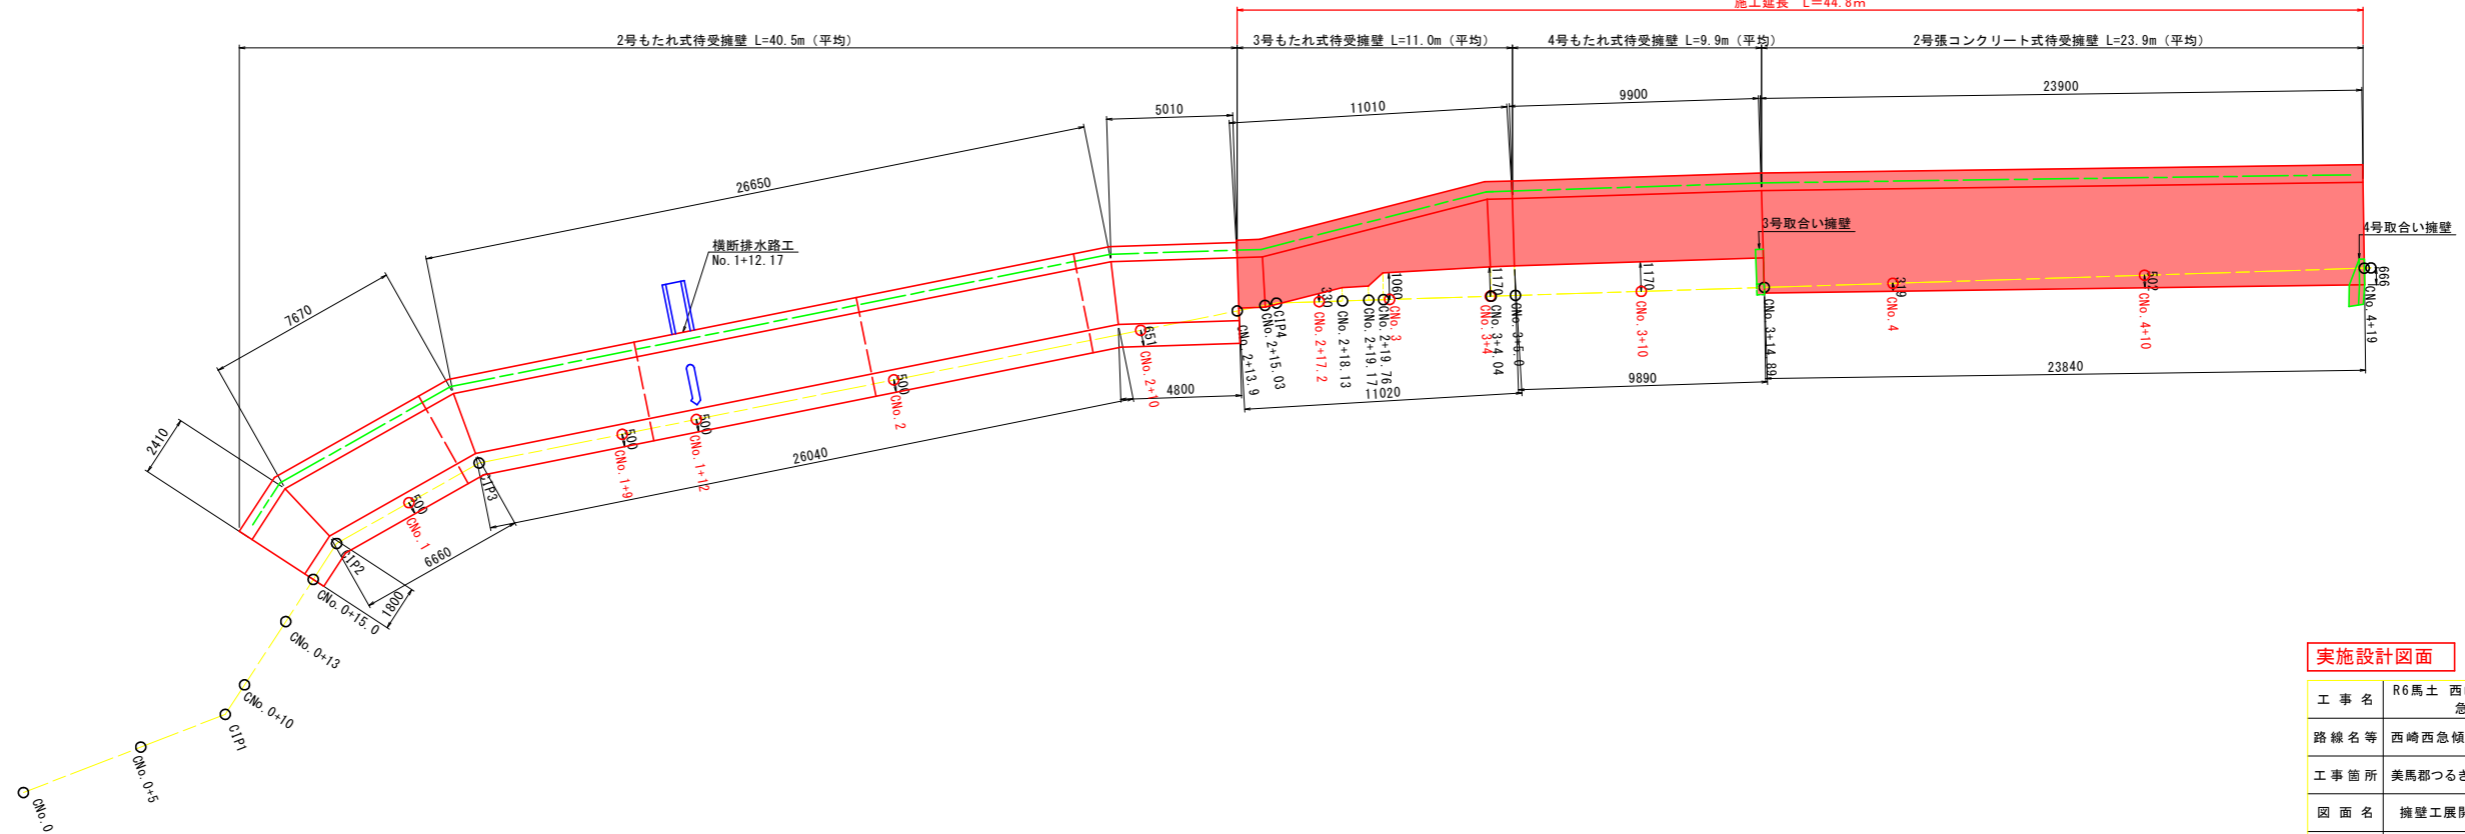 施工延長 L=44.8m
2号もたれ式待受擁壁 L=40.5m（平均）
3号もたれ式待受擁壁 L=11.0m（平均）
4号もたれ式待受擁壁 L=9.9m（平均）
2号張コンクリート式待受擁壁 L=23.9m（平均）
5010
11010
9900
23900
26650
7670
2410
横断排水路工
No.1+12.17
3号取合い擁壁
4号取合い擁壁
651
330
1060
1170
1170
319
502
666
500
500
500
500
CNo.0
CNo.0+5
CIP1
CNo.0+10
CNo.0+13
CNo.0+15.0
CIP2
CNo.1
CIP3
CNo.1+9
CNo.1+12
CNo.2
CNo.2+10
CNo.2+13.9
CNo.2+15.03
CIP4
CNo.2+17.2
CNo.2+18.13
CNo.2+19.17
CNo.2+19.76
CNo.3
CNo.3+4
CNo.3+4.04
CNo.3+5.0
CNo.3+10
CNo.3+14.89
CNo.4
CNo.4+10
CNo.4+19
1800
6660
26040
4800
11020
9890
23840
実施設計図面
工事名 R6馬土 西
急
路線名等 西崎西急傾
工事箇所 美馬郡つるぎ
図面名 擁壁工展開